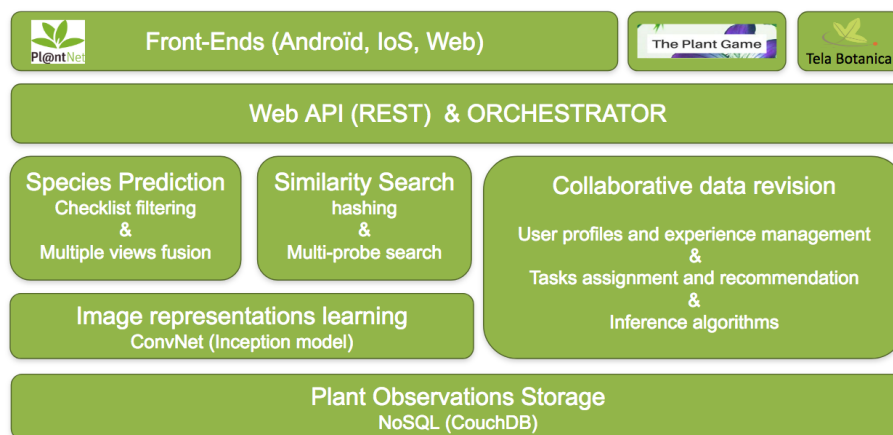 Pl@ntNet
Front-Ends (Androïd, IoS, Web)
The Plant Game
Tela Botanica
Web API (REST) & ORCHESTRATOR
Species Prediction
Checklist filtering
&
Multiple views fusion
Similarity Search
hashing
&
Multi-probe search
Collaborative data revision
User profiles and experience management
&
Tasks assignment and recommendation
&
Inference algorithms
Image representations learning
ConvNet (Inception model)
Plant Observations Storage
NoSQL (CouchDB)